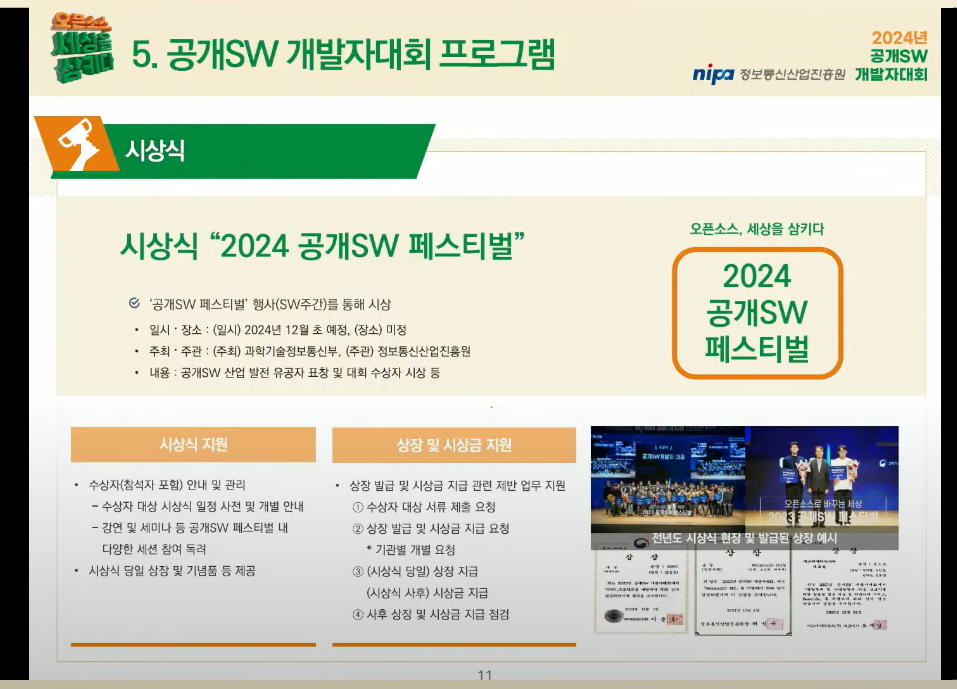 오픈소스
세상을
삼키다
5. 공개SW 개발자대회 프로그램
nipa 정보통신산업진흥원
2024년
공개SW
개발자대회
시상식
시상식 “2024 공개SW 페스티벌”
‘공개SW 페스티벌’ 행사(SW주간)를 통해 시상
• 일시 · 장소 : (일시) 2024년 12월 초 예정, (장소) 미정
• 주최 · 주관 : (주최) 과학기술정보통신부, (주관) 정보통신산업진흥원
• 내용 : 공개SW 산업 발전 유공자 표창 및 대회 수상자 시상 등
오픈소스, 세상을 삼키다
2024
공개SW
페스티벌
시상식 지원
• 수상자(참석자 포함) 안내 및 관리
– 수상자 대상 시상식 일정 사전 및 개별 안내
– 강연 및 세미나 등 공개SW 페스티벌 내
다양한 세션 참여 독려
• 시상식 당일 상장 및 기념품 등 제공
상장 및 시상금 지원
• 상장 발급 및 시상금 지급 관련 제반 업무 지원
① 수상자 대상 서류 제출 요청
② 상장 발급 및 시상금 지급 요청
* 기관별 개별 요청
③ (시상식 당일) 상장 지급
(시상식 사후) 시상금 지급
④ 사후 상장 및 시상금 지급 점검
공개SW개발자 대회
오픈소스로 바꾸는 세상
2023 공개SW 페스티벌
전년도 시상식 현장 및 발급된 상장 예시
상 장
상 장
상 장
11